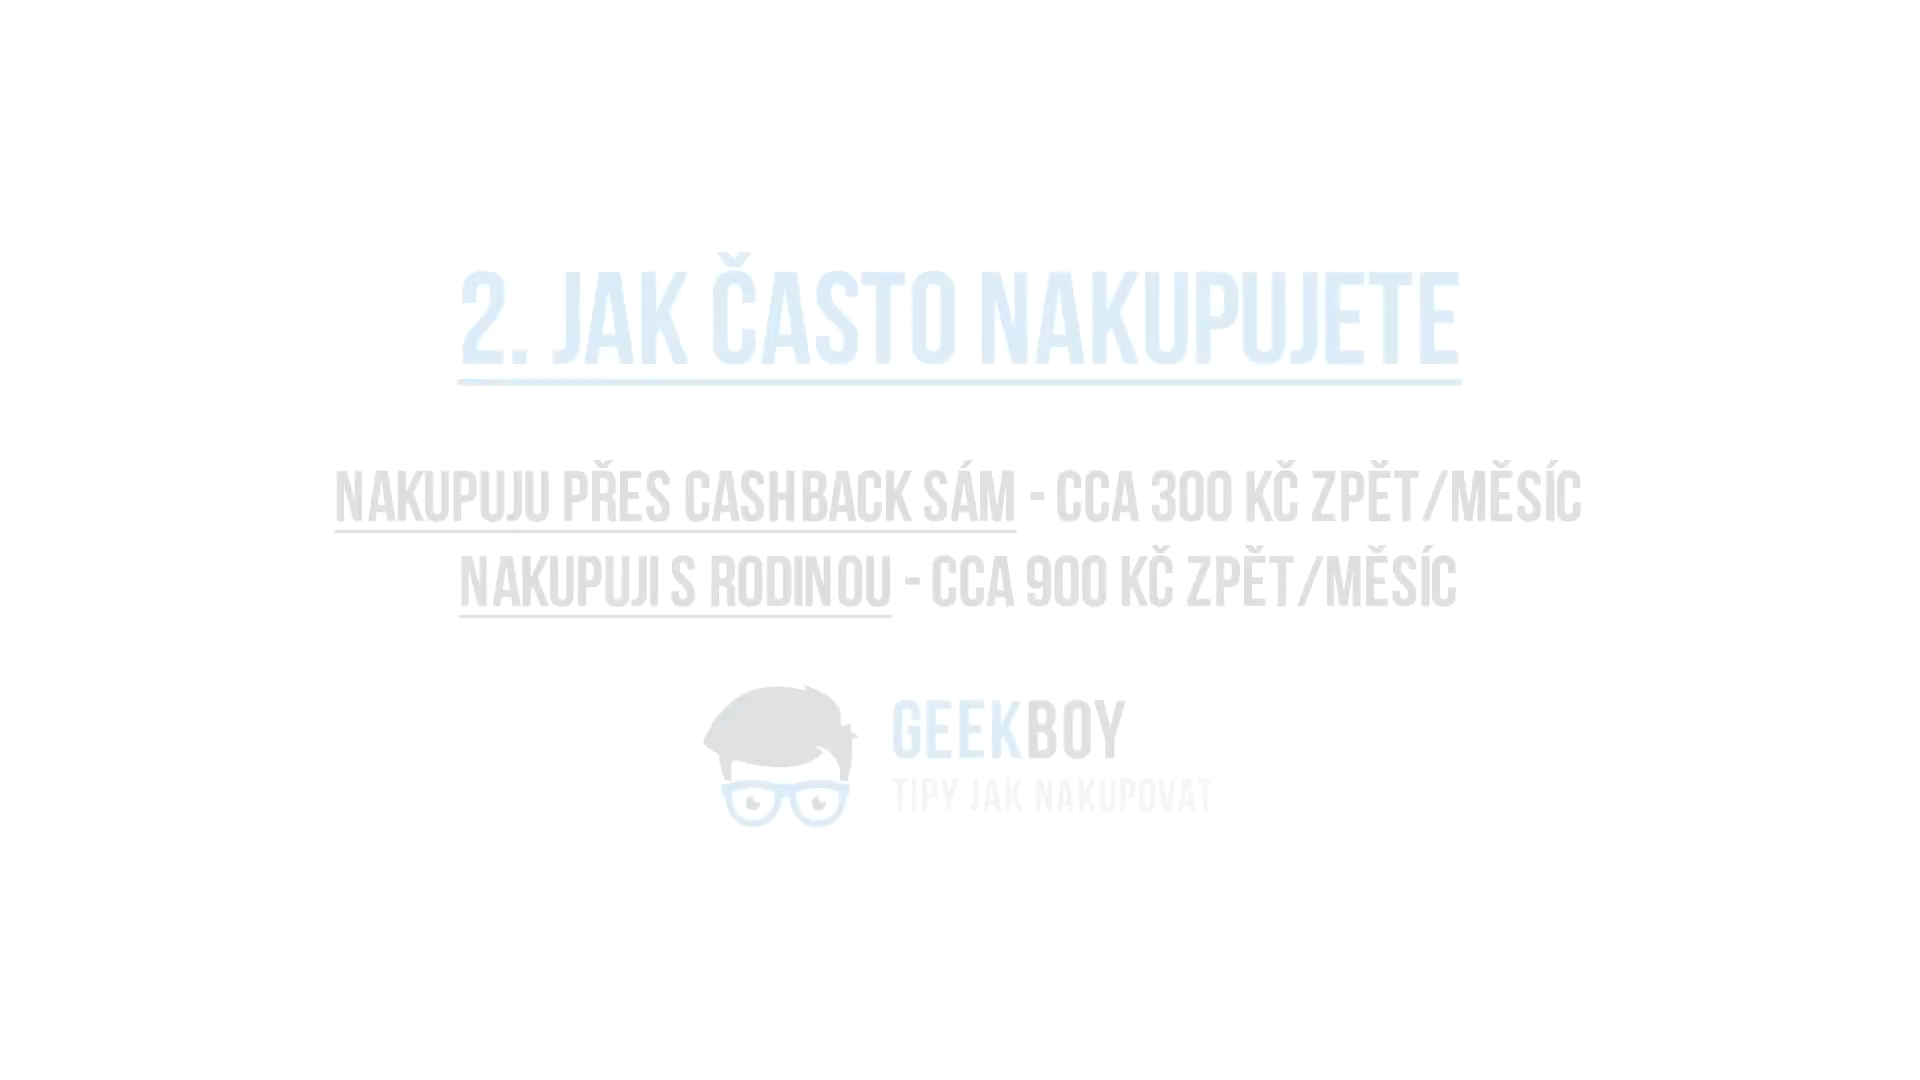 2. JAK ČASTO NAKUPUJETE
NAKUPUJU PŘES CASHBACK SÁM - CCA 300 KČ ZPĚT/MĚSÍC
NAKUPUJI S RODINOU - CCA 900 KČ ZPĚT/MĚSÍC
GEEKBOY
TIPY JAK NAKUPOVAT